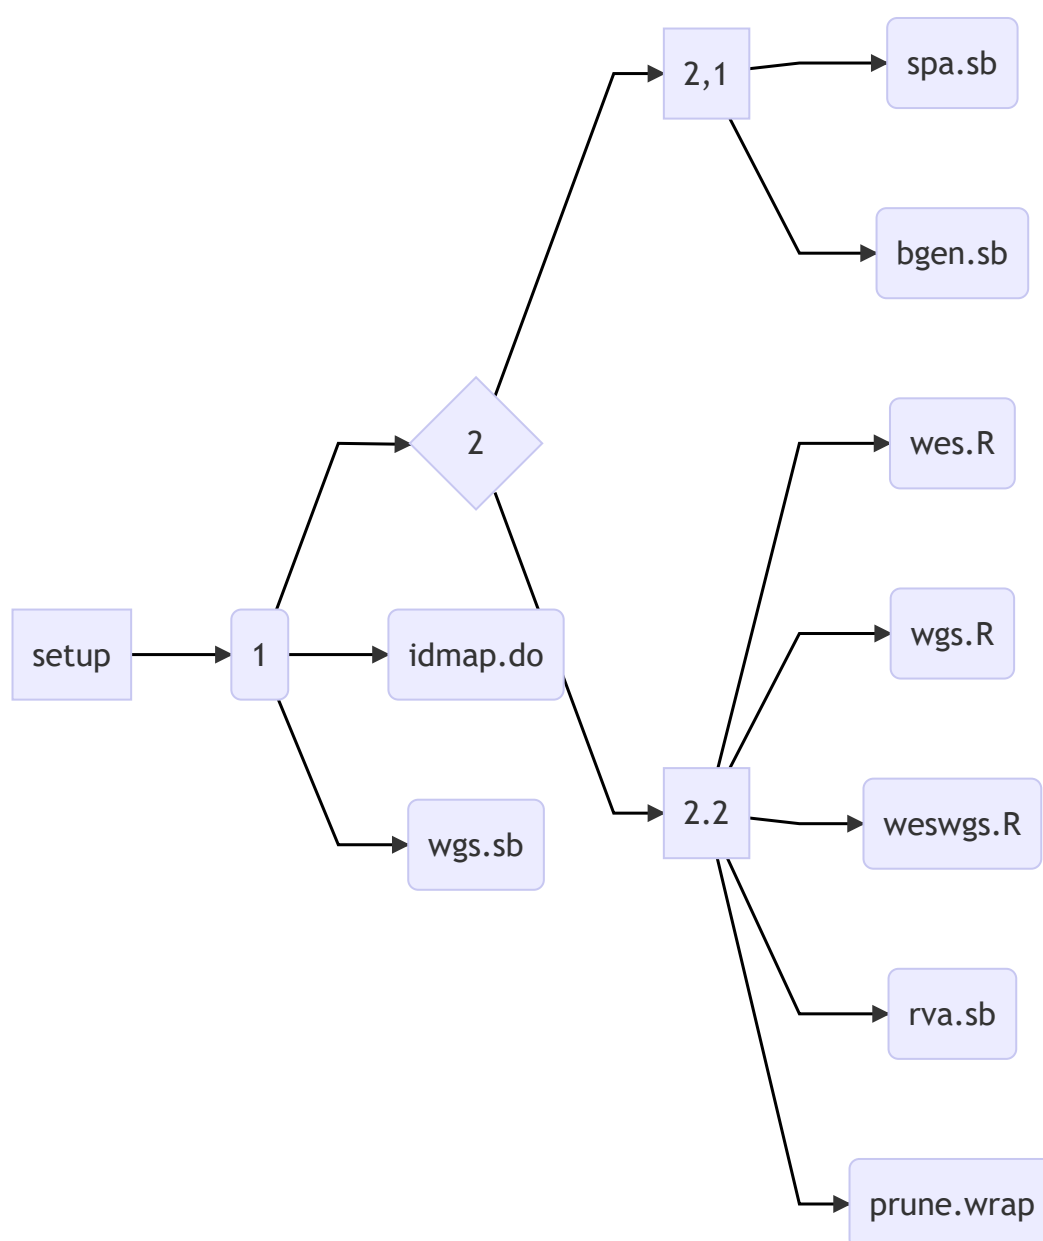 setup
1
2
idmap.do
wgs.sb
2,1
2.2
spa.sb
bgen.sb
wes.R
wgs.R
weswgs.R
rva.sb
prune.wrap